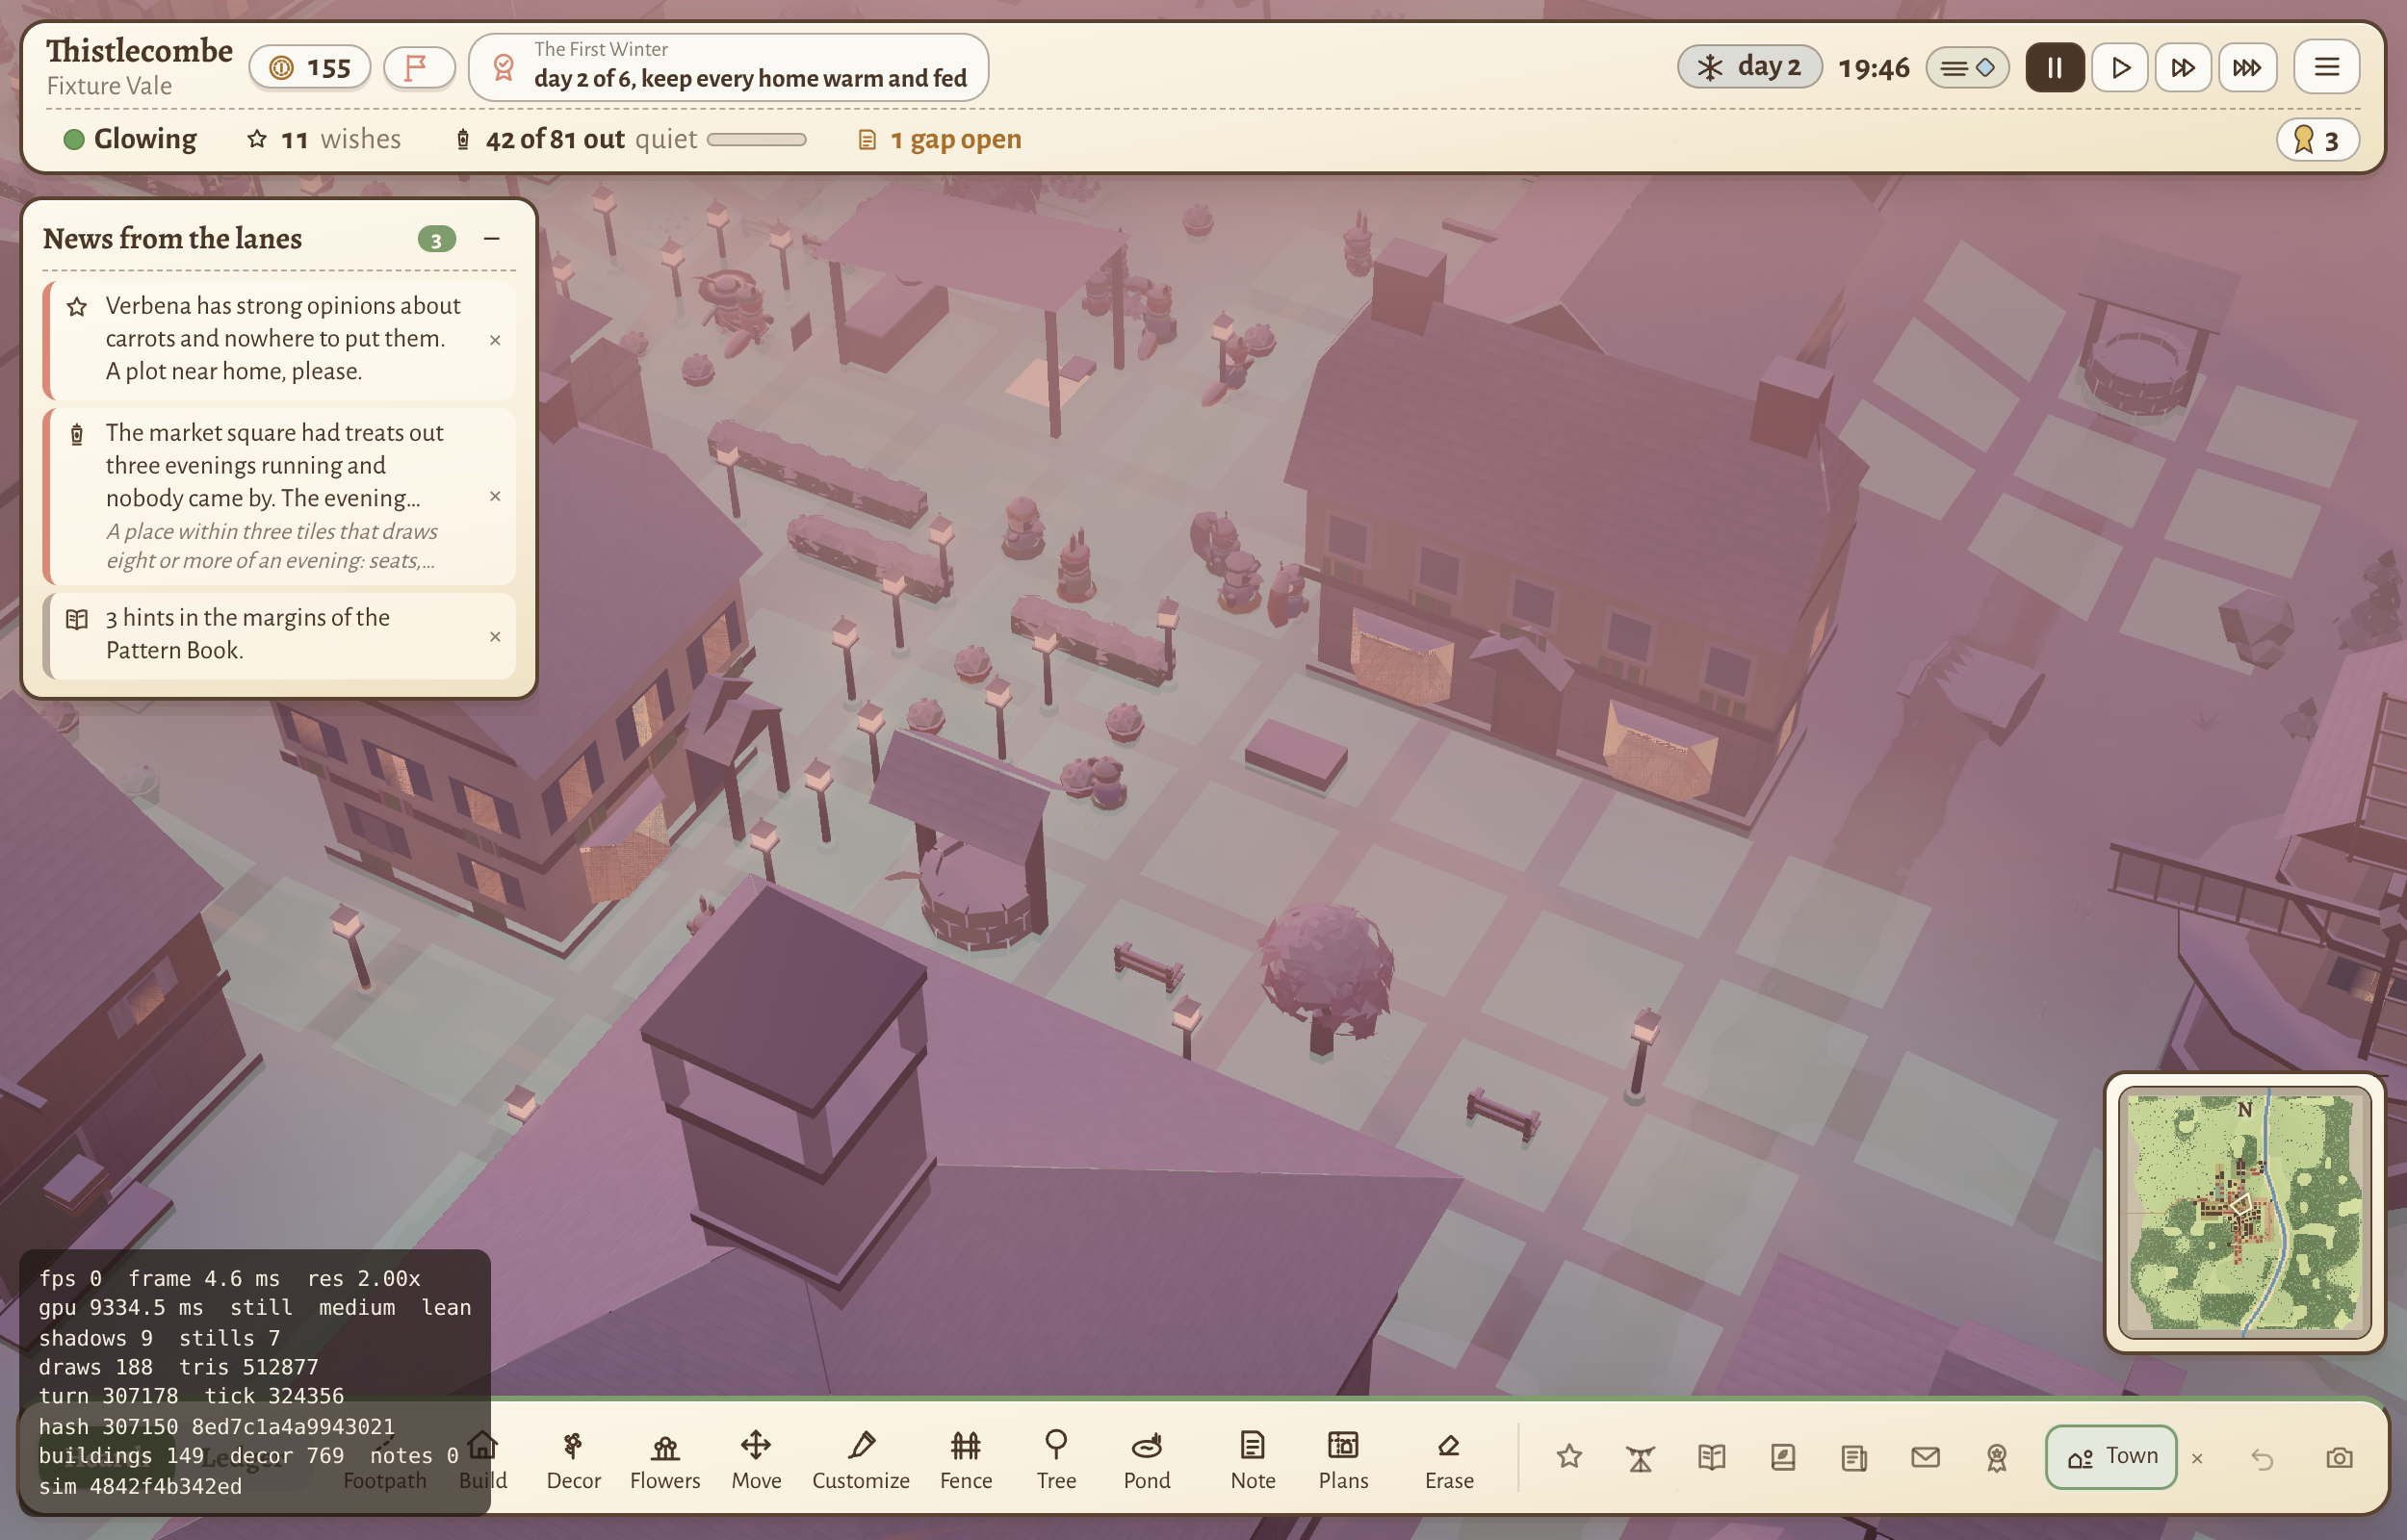 Thistlecombe
Fixture Vale
155
The First Winter
day 2 of 6, keep every home warm and fed
day 2
19:46
Glowing
11 wishes
42 of 81 out quiet
1 gap open
3
News from the lanes
3
Verbena has strong opinions about
carrots and nowhere to put them.
A plot near home, please.
The market square had treats out
three evenings running and
nobody came by. The evening...
A place within three tiles that draws
eight or more of an evening: seats,...
3 hints in the margins of the
Pattern Book.
N
fps 0 frame 4.6 ms res 2.00x
gpu 9334.5 ms still medium lean
shadows 9 stills 7
draws 188 tris 512877
turn 307178 tick 324356
hash 307150 8ed7c1a4a9943021
buildings 149 decor 769 notes 0
sim 4842f4b342ed
Ledger
Footpath
Build
Decor
Flowers
Move
Customize
Fence
Tree
Pond
Note
Plans
Erase
Town